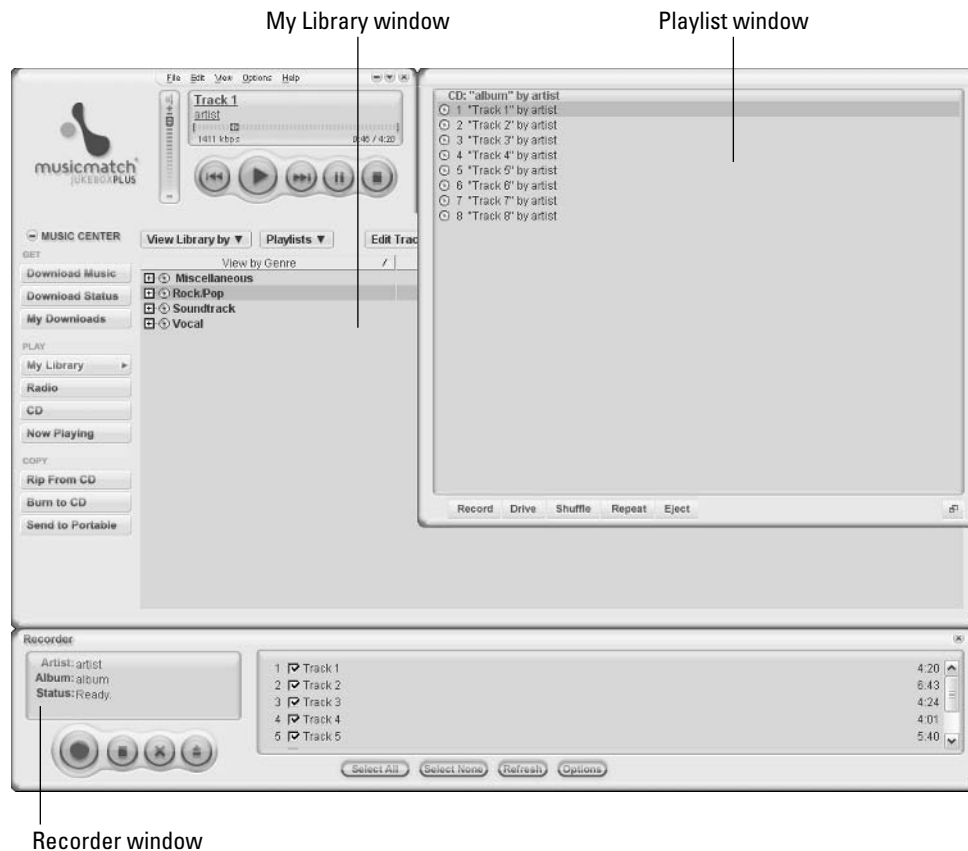 My Library window
Playlist window
File Edit View Options Help
Track 1
artist
1411 kbps
0:46 / 4:20
musicmatch
JUKEBOX PLUS
CD: "album" by artist
1 "Track 1" by artist
2 "Track 2" by artist
3 "Track 3" by artist
4 "Track 4" by artist
5 "Track 5" by artist
6 "Track 6" by artist
7 "Track 7" by artist
8 "Track 8" by artist
MUSIC CENTER
GET
Download Music
Download Status
My Downloads
PLAY
My Library
Radio
CD
Now Playing
COPY
Rip From CD
Burn to CD
Send to Portable
View Library by
Playlists
Edit Trac
View by Genre
Miscellaneous
Rock/Pop
Soundtrack
Vocal
Record Drive Shuffle Repeat Eject
Recorder
Artist: artist
Album: album
Status: Ready.
1 Track 1 4:20
2 Track 2 6:43
3 Track 3 4:24
4 Track 4 4:01
5 Track 5 5:40
Select All Select None Refresh Options
Recorder window